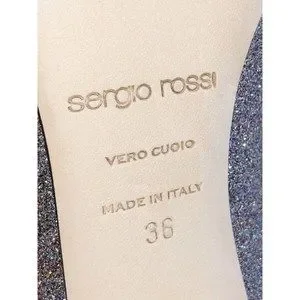 sergio rossi
VERO CUOIO
MADE IN ITALY
36